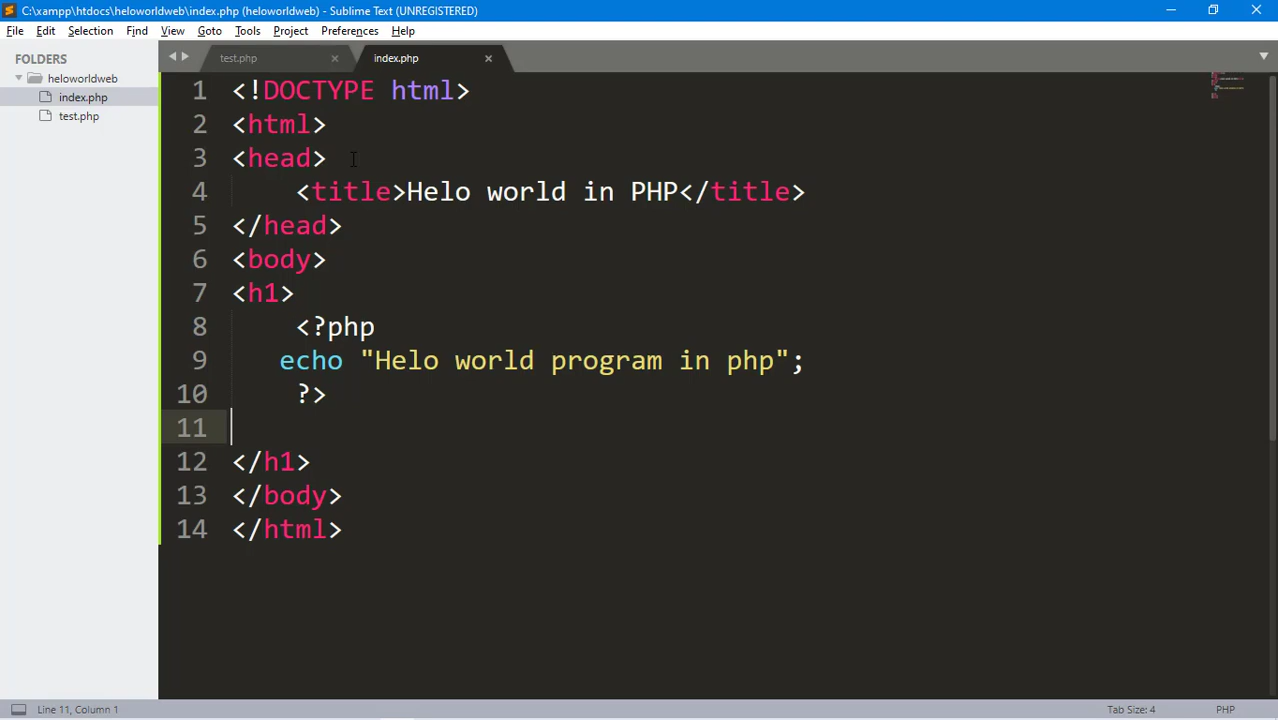 C:\xampp\htdocs\heloworldweb\index.php (heloworldweb) - Sublime Text (UNREGISTERED)
File Edit Selection Find View Goto Tools Project Preferences Help
FOLDERS
heloworldweb
index.php
test.php
test.php index.php
1 <!DOCTYPE html>
2 <html>
3 <head>
4 <title>Helo world in PHP</title>
5 </head>
6 <body>
7 <h1>
8 <?php
9 echo "Helo world program in php";
10 ?>
11
12 </h1>
13 </body>
14 </html>
Line 11, Column 1 Tab Size: 4 PHP